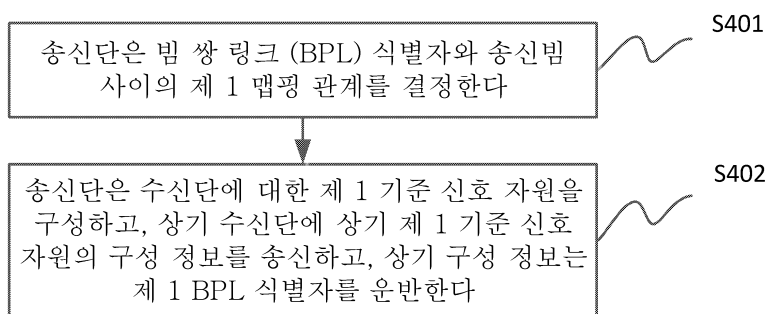 S401
송신단은 빔 쌍 링크 (BPL) 식별자와 송신빔
사이의 제 1 맵핑 관계를 결정한다
S402
송신단은 수신단에 대한 제 1 기준 신호 자원을
구성하고, 상기 수신단에 상기 제 1 기준 신호
자원의 구성 정보를 송신하고, 상기 구성 정보는
제 1 BPL 식별자를 운반한다